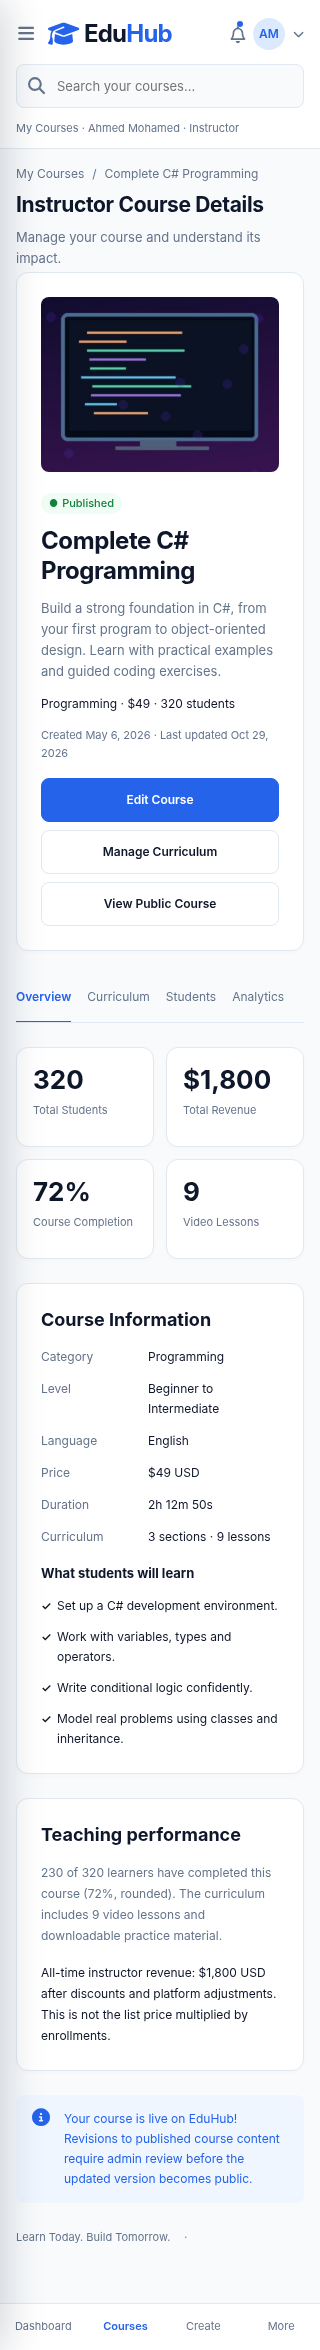 EduHub
AM
Search your courses...
My Courses · Ahmed Mohamed · Instructor
My Courses / Complete C# Programming
Instructor Course Details
Manage your course and understand its
impact.
Published
Complete C#
Programming
Build a strong foundation in C#, from
your first program to object-oriented
design. Learn with practical examples
and guided coding exercises.
Programming · $49 · 320 students
Created May 6, 2026 · Last updated Oct 29,
2026
Edit Course
Manage Curriculum
View Public Course
Overview Curriculum Students Analytics
320 $1,800
Total Students Total Revenue
72% 9
Course Completion Video Lessons
Course Information
Category Programming
Level Beginner to
Intermediate
Language English
Price $49 USD
Duration 2h 12m 50s
Curriculum 3 sections · 9 lessons
What students will learn
✓ Set up a C# development environment.
✓ Work with variables, types and
operators.
✓ Write conditional logic confidently.
✓ Model real problems using classes and
inheritance.
Teaching performance
230 of 320 learners have completed this
course (72%, rounded). The curriculum
includes 9 video lessons and
downloadable practice material.
All-time instructor revenue: $1,800 USD
after discounts and platform adjustments.
This is not the list price multiplied by
enrollments.
Your course is live on EduHub!
Revisions to published course content
require admin review before the
updated version becomes public.
Learn Today. Build Tomorrow. ·
Dashboard Courses Create More